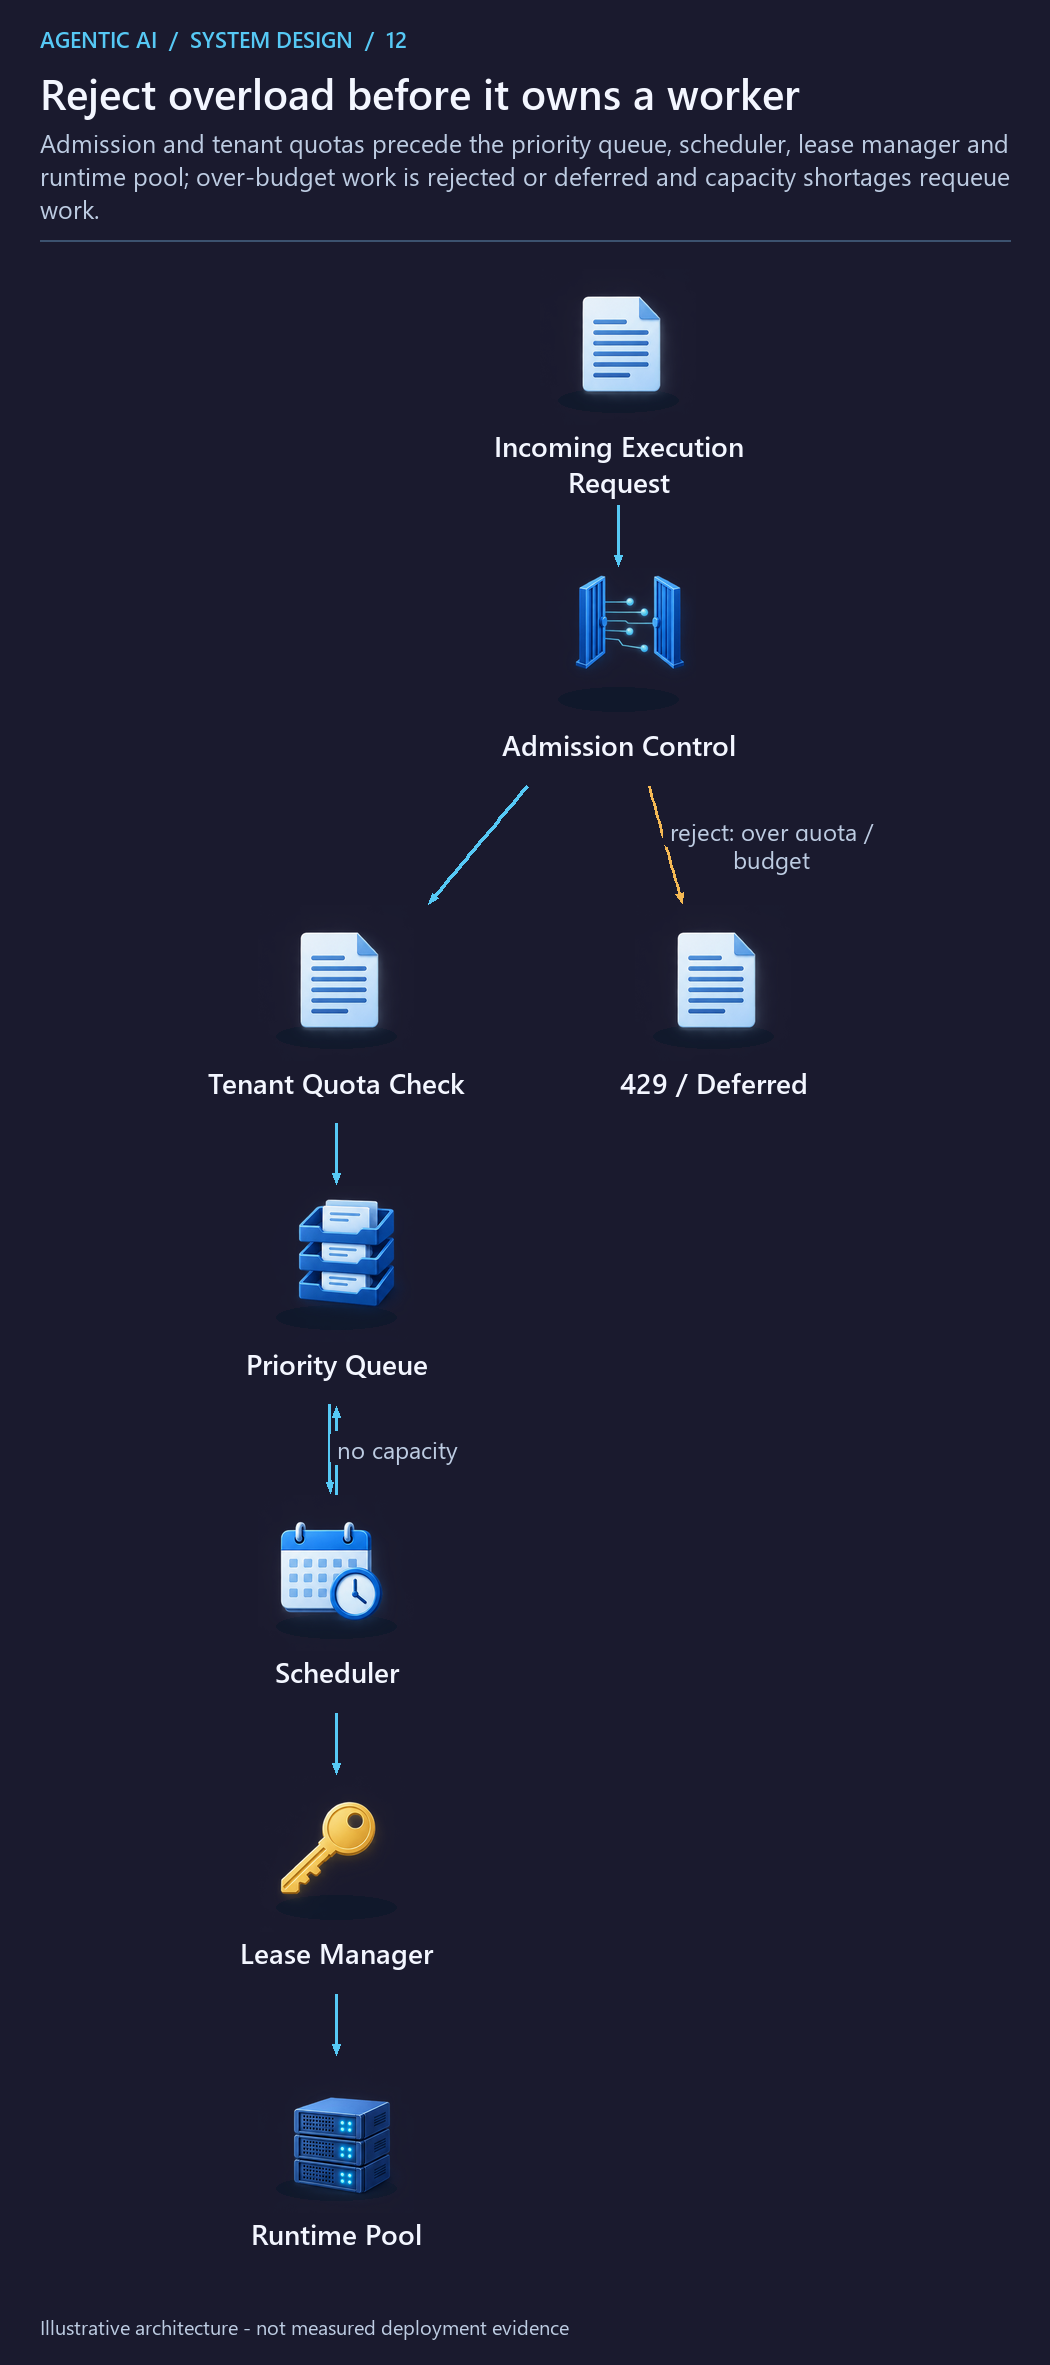 AGENTIC AI / SYSTEM DESIGN / 12
Reject overload before it owns a worker
Admission and tenant quotas precede the priority queue, scheduler, lease manager and
runtime pool; over-budget work is rejected or deferred and capacity shortages requeue
work.
Incoming Execution
Request
Admission Control
reject: over quota /
budget
Tenant Quota Check
429 / Deferred
Priority Queue
no capacity
Scheduler
Lease Manager
Runtime Pool
Illustrative architecture - not measured deployment evidence